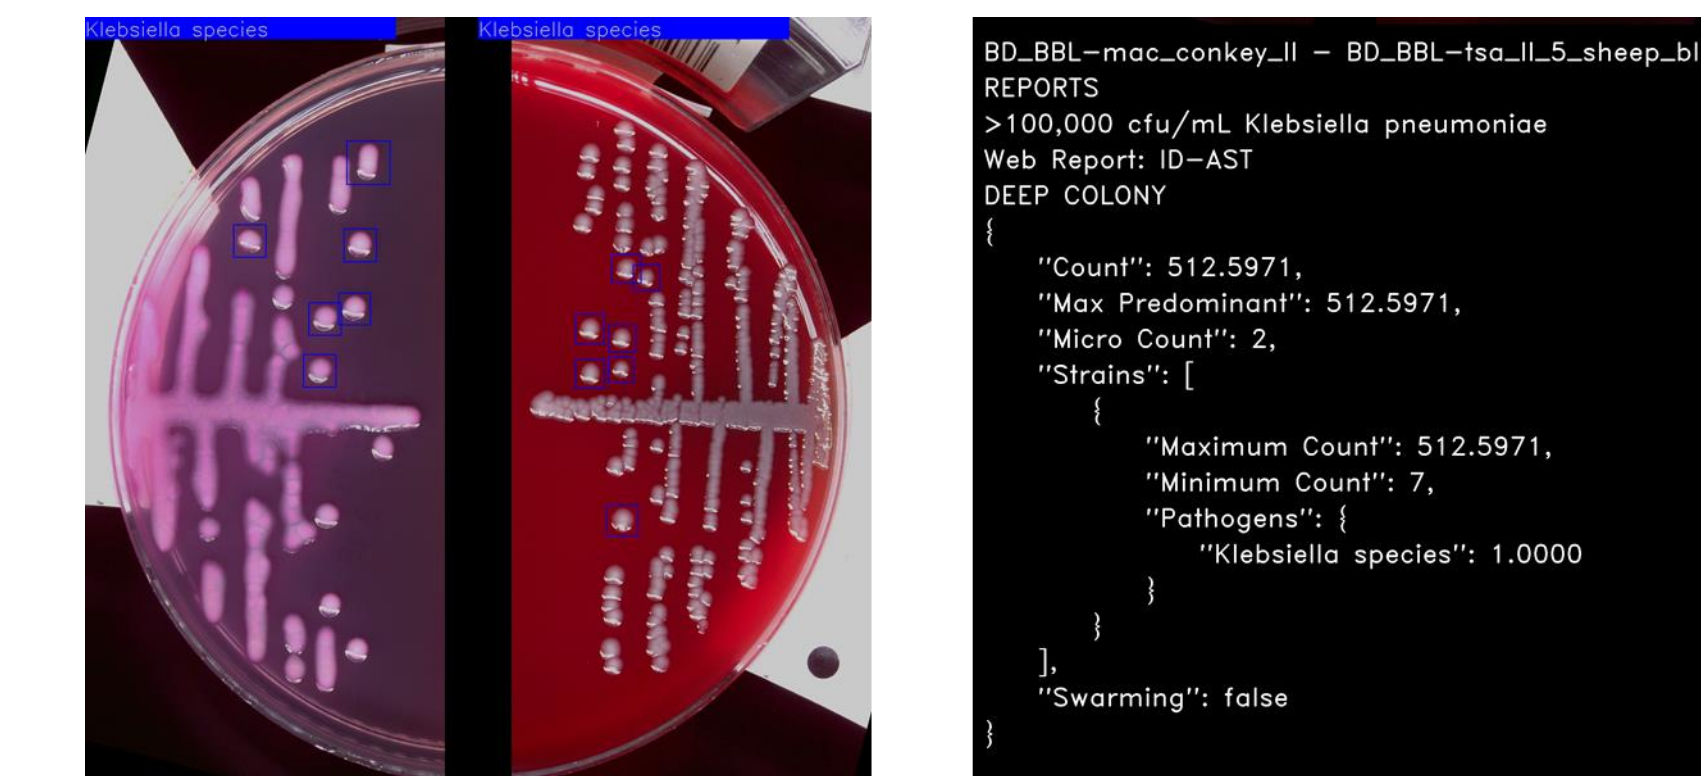 Klebsiella species
Klebsiella species
BD_BBL-mac_conkey_II - BD_BBL-tsa_II_5_sheep_bl
REPORTS
>100,000 cfu/mL Klebsiella pneumoniae
Web Report: ID-AST
DEEP COLONY
{
"Count": 512.5971,
"Max Predominant": 512.5971,
"Micro Count": 2,
"Strains": [
{
"Maximum Count": 512.5971,
"Minimum Count": 7,
"Pathogens": {
"Klebsiella species": 1.0000
}
}
],
"Swarming": false
}